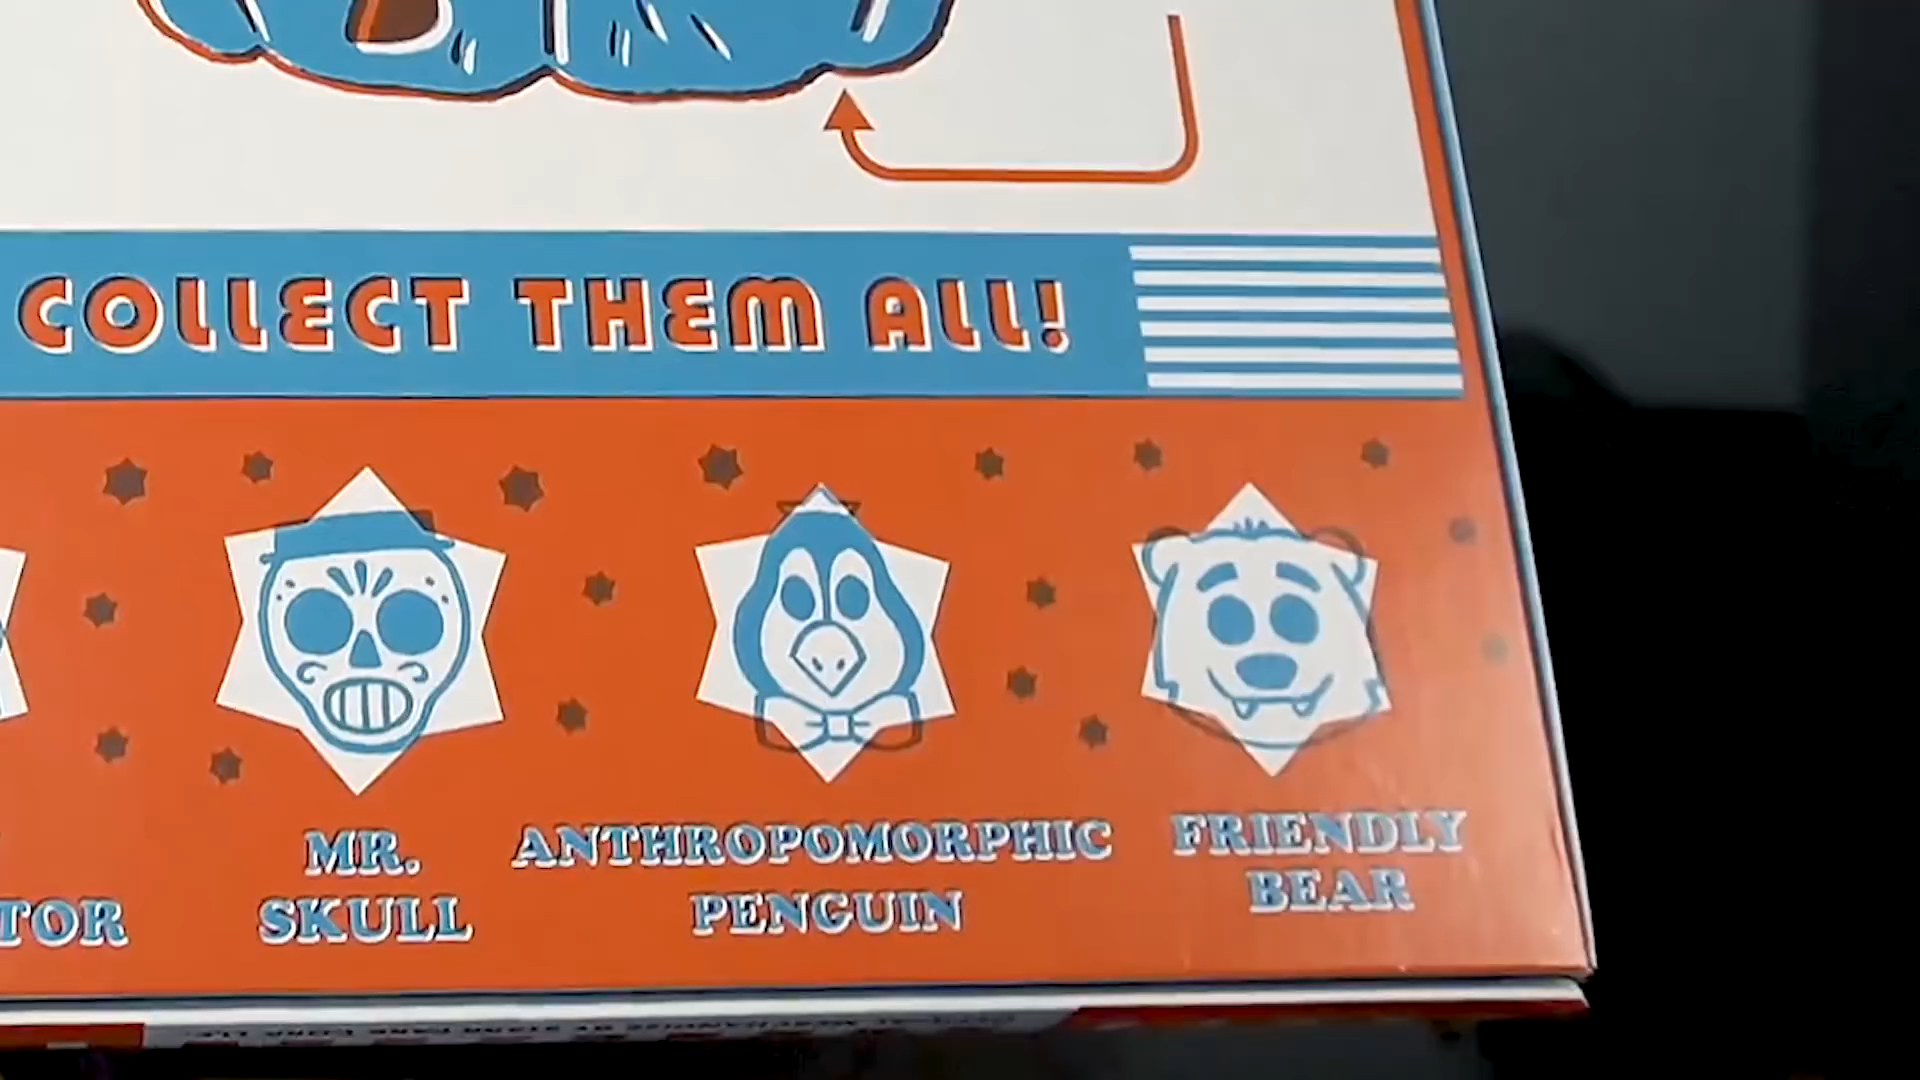 COLLECT THEM ALL!
MR.
SKULL
ANTHROPOMORPHIC
PENGUIN
FRIENDLY
BEAR
TOR